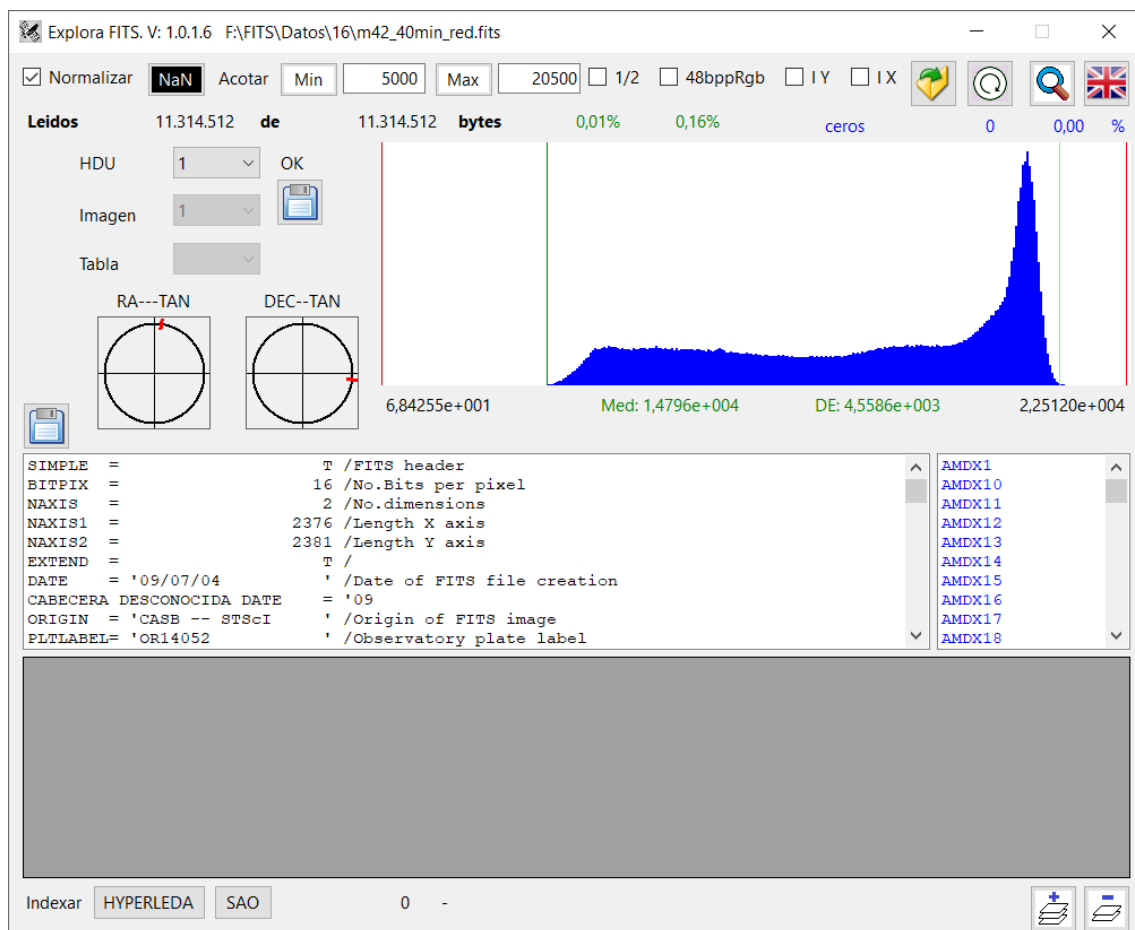 Explora FITS. V: 1.0.1.6 F:\FITS\Datos\16\m42_40min_red.fits
Normalizar NaN Acotar Min 5000 Max 20500 1/2 48bppRgb I Y I X
Leidos 11.314.512 de 11.314.512 bytes 0,01% 0,16% ceros 0 0,00 %
HDU 1 OK
Imagen 1
Tabla
RA---TAN DEC--TAN
6,84255e+001 Med: 1,4796e+004 DE: 4,5586e+003 2,25120e+004
SIMPLE = T /FITS header
BITPIX = 16 /No.Bits per pixel
NAXIS = 2 /No.dimensions
NAXIS1 = 2376 /Length X axis
NAXIS2 = 2381 /Length Y axis
EXTEND = T /
DATE = '09/07/04 ' /Date of FITS file creation
CABECERA DESCONOCIDA DATE = '09
ORIGIN = 'CASB -- STScI ' /Origin of FITS image
PLTLABEL= 'OR14052 ' /Observatory plate label
AMDX1
AMDX10
AMDX11
AMDX12
AMDX13
AMDX14
AMDX15
AMDX16
AMDX17
AMDX18
Indexar HYPERLEDA SAO 0 -